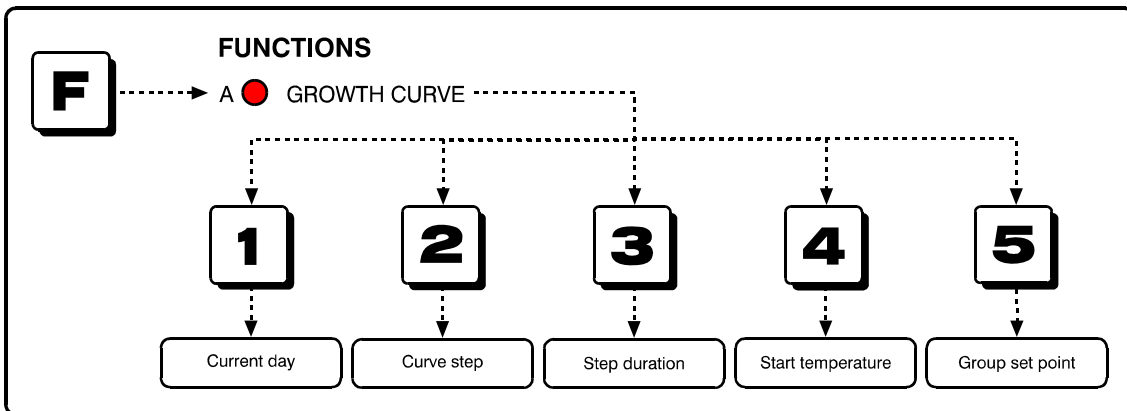 FUNCTIONS
F
A GROWTH CURVE
1 2 3 4 5
Current day Curve step Step duration Start temperature Group set point